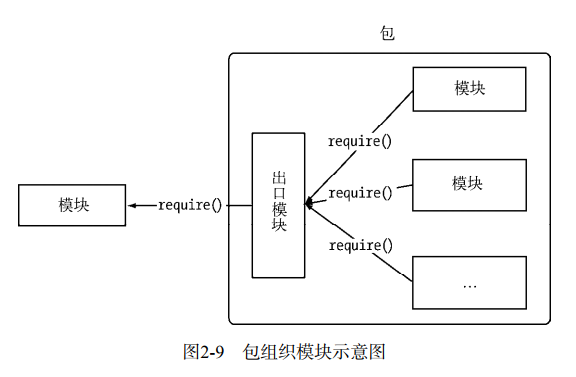 包
模块
require()
模块
require()
出口模块
require()
模块
require()
…
图2-9 包组织模块示意图